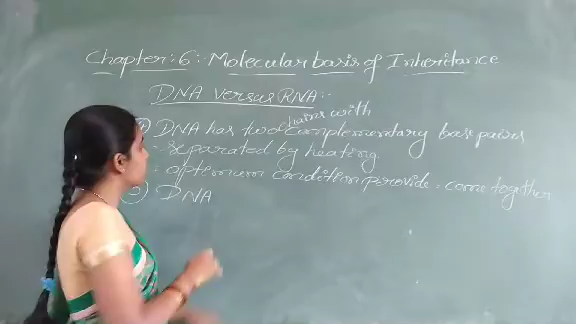 Chapter: 6: Molecular basis of Inheritance
DNA versus RNA:-
chains with
1) DNA has two complementary base pairs
: separated by heating
: optimum condition provide: come together
2) DNA